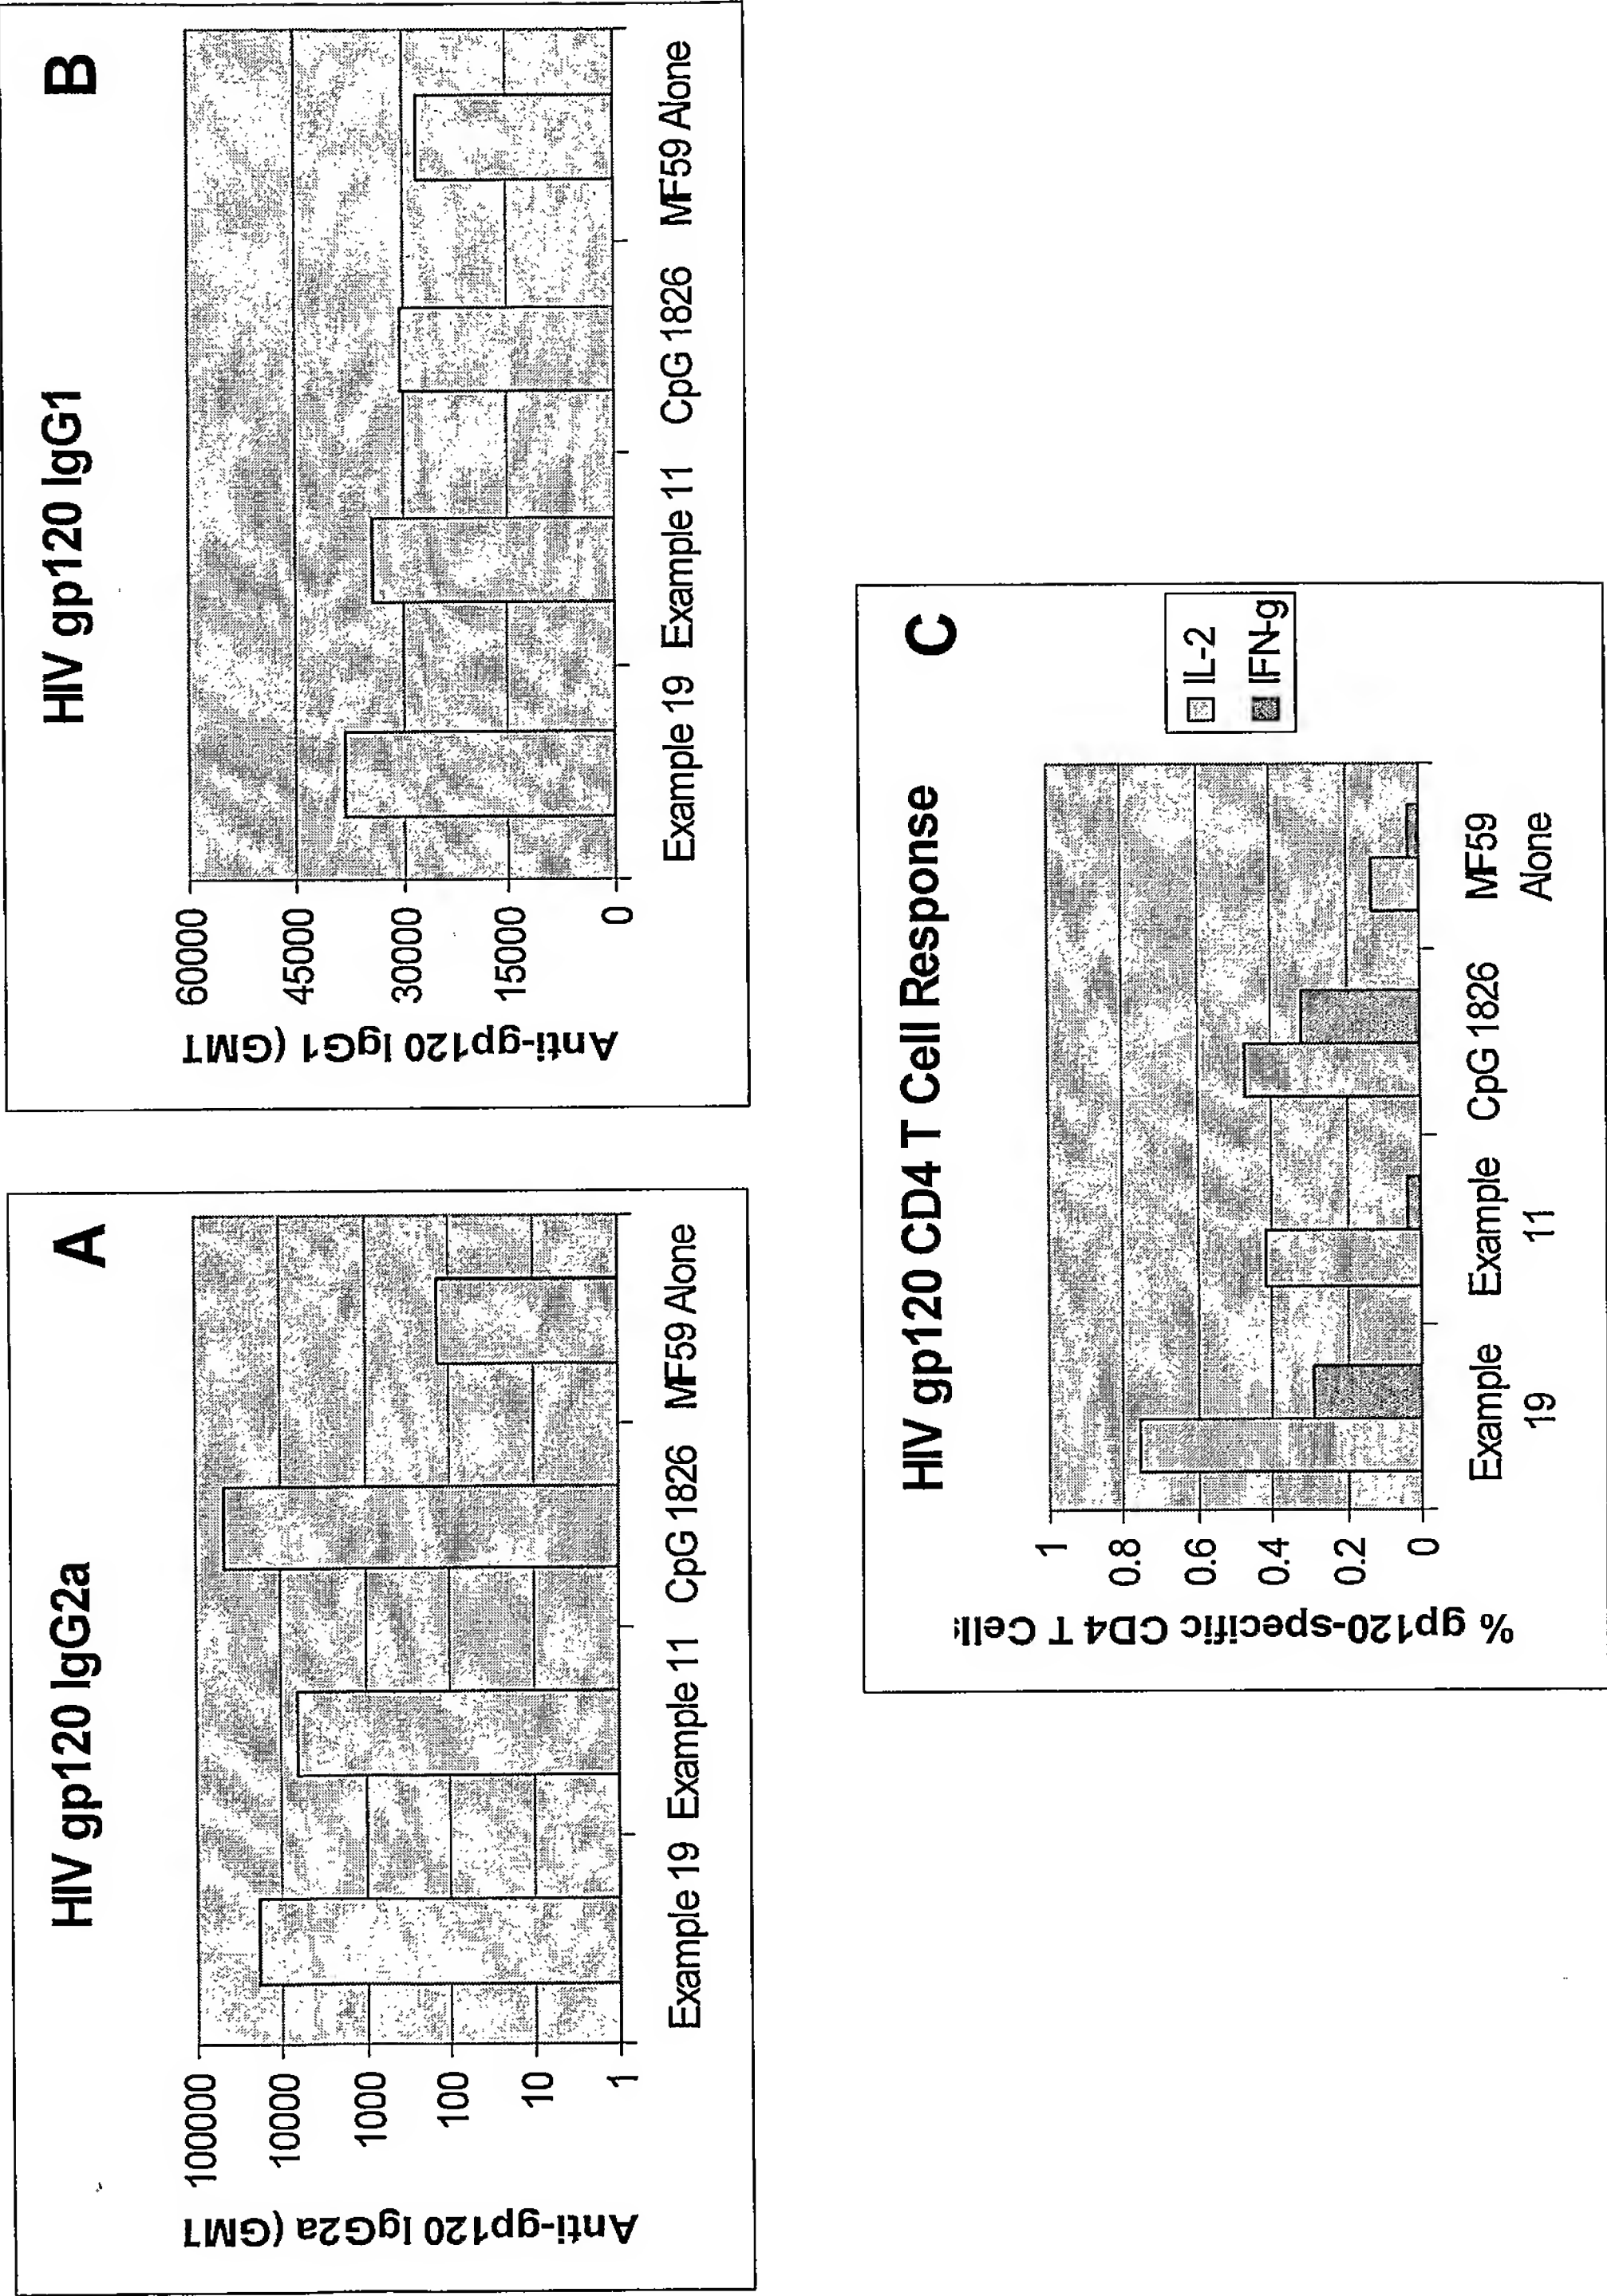 HIV gp120 IgG2a
A
Anti-gp120 IgG2a (GMT
100000
10000
1000
100
10
1
Example 19 Example 11 CpG 1826 MF59 Alone
HIV gp120 IgG1
B
Anti-gp120 IgG1 (GMT
60000
45000
30000
15000
0
Example 19 Example 11 CpG 1826 MF59 Alone
HIV gp120 CD4 T Cell Response
C
% gp120-specific CD4 T Cell
1
0.8
0.6
0.4
0.2
0
Example Example CpG 1826 MF59
19 11 Alone
IL-2
IFN-g